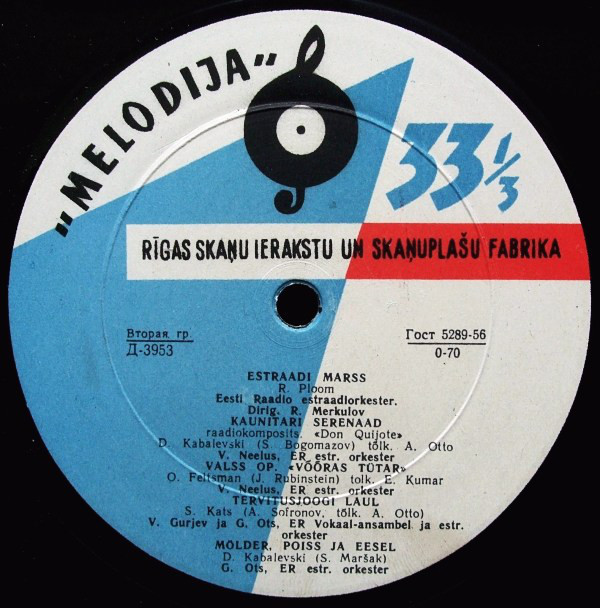 „MELODIJA"
33 1/3
RĪGAS SKAŅU IERAKSTU UN SKAŅUPLAŠU FABRIKA
Вторая гр.
Д-3953
Гост 5289-56
0-70
ESTRAADI MARSS
R. Ploom
Eesti Raadio estraadiorkester.
Dirig. R. Merkulov
KAUNITARI SERENAAD
raadiokomposits. «Don Quijote»
D. Kabalevski (S. Bogomazov) tõlk. A. Otto
V. Neelus, ER estr. orkester
VALSS OP. «VÕÕRAS TÜTAR»
O. Feltsman (J. Rubinstein) tolk. E. Kumar
V. Neelus, ER estr. orkester
TERVITUSJOOGI LAUL
S. Kats (A. Sofronov, tõlk. A. Otto)
V. Gurjev ja G. Ots, ER Vokaal-ansambel ja estr.
orkester
MÖLDER, POISS JA EESEL
D. Kabalevski (S. Maršak)
G. Ots, ER estr. orkester